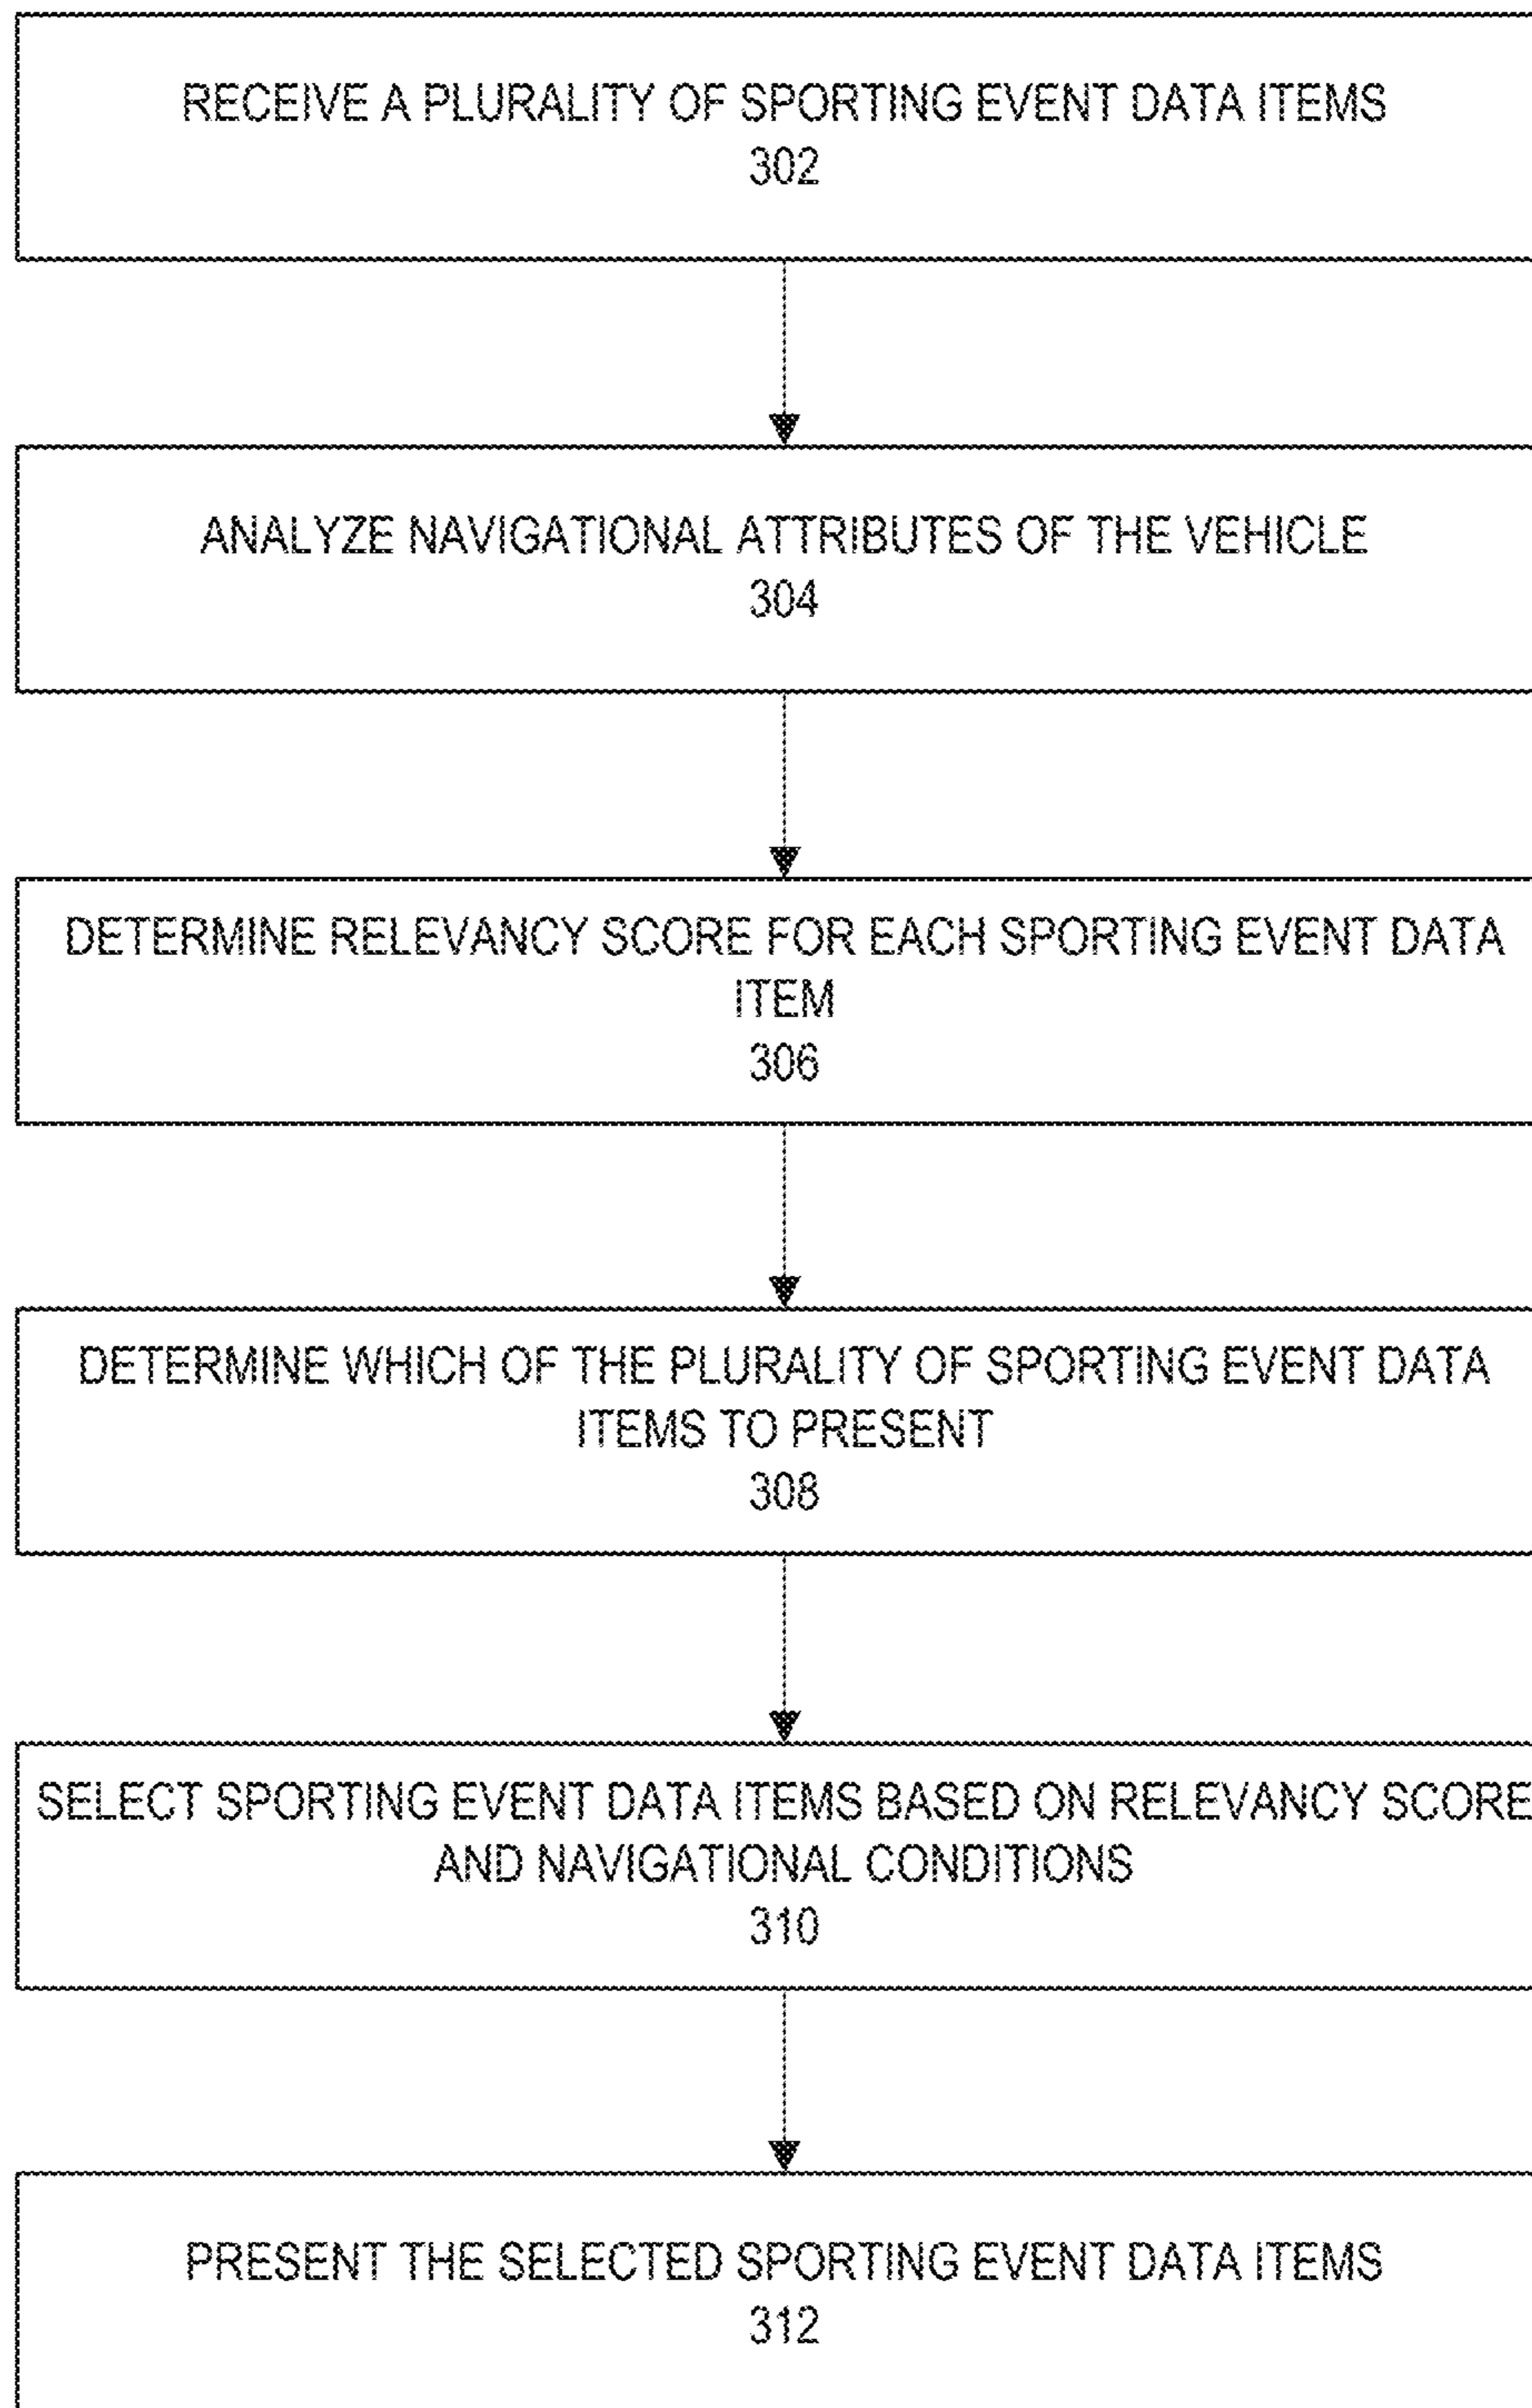 RECEIVE A PLURALITY OF SPORTING EVENT DATA ITEMS
302
ANALYZE NAVIGATIONAL ATTRIBUTES OF THE VEHICLE
304
DETERMINE RELEVANCY SCORE FOR EACH SPORTING EVENT DATA
ITEM
306
DETERMINE WHICH OF THE PLURALITY OF SPORTING EVENT DATA
ITEMS TO PRESENT
308
SELECT SPORTING EVENT DATA ITEMS BASED ON RELEVANCY SCORE
AND NAVIGATIONAL CONDITIONS
310
PRESENT THE SELECTED SPORTING EVENT DATA ITEMS
312